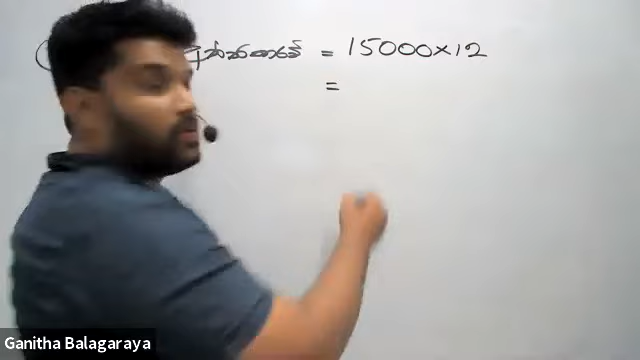 = 15000×12
=
Ganitha Balagaraya